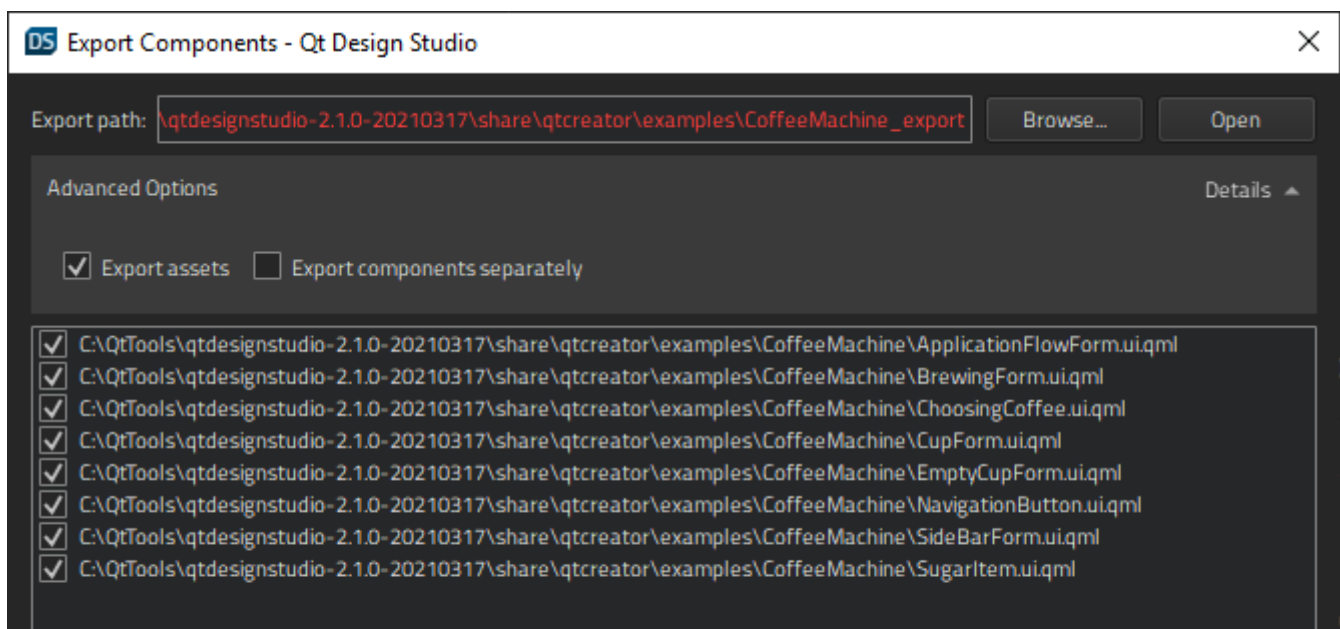 DS Export Components - Qt Design Studio
Export path: \qtdesignstudio-2.1.0-20210317\share\qtcreator\examples\CoffeeMachine_export Browse... Open
Advanced Options Details
Export assets Export components separately
C:\QtTools\qtdesignstudio-2.1.0-20210317\share\qtcreator\examples\CoffeeMachine\ApplicationFlowForm.ui.qml
C:\QtTools\qtdesignstudio-2.1.0-20210317\share\qtcreator\examples\CoffeeMachine\BrewingForm.ui.qml
C:\QtTools\qtdesignstudio-2.1.0-20210317\share\qtcreator\examples\CoffeeMachine\ChoosingCoffee.ui.qml
C:\QtTools\qtdesignstudio-2.1.0-20210317\share\qtcreator\examples\CoffeeMachine\CupForm.ui.qml
C:\QtTools\qtdesignstudio-2.1.0-20210317\share\qtcreator\examples\CoffeeMachine\EmptyCupForm.ui.qml
C:\QtTools\qtdesignstudio-2.1.0-20210317\share\qtcreator\examples\CoffeeMachine\NavigationButton.ui.qml
C:\QtTools\qtdesignstudio-2.1.0-20210317\share\qtcreator\examples\CoffeeMachine\SideBarForm.ui.qml
C:\QtTools\qtdesignstudio-2.1.0-20210317\share\qtcreator\examples\CoffeeMachine\SugarItem.ui.qml